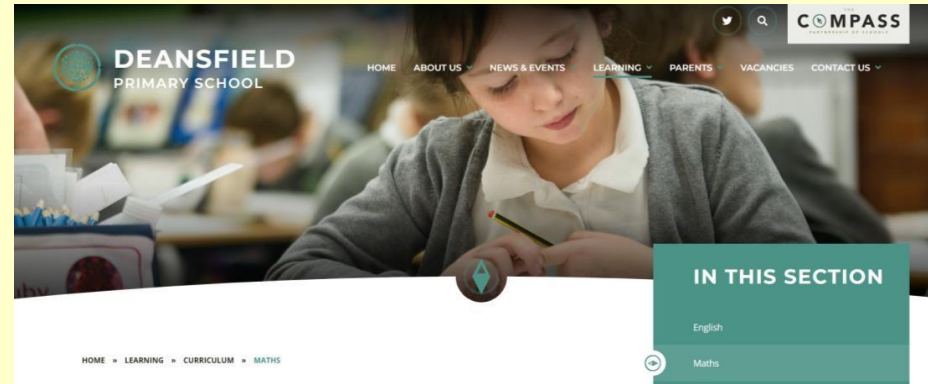 THE
COMPASS
PARTNERSHIP OF SCHOOLS
DEANSFIELD
PRIMARY SCHOOL
HOME ABOUT US NEWS & EVENTS LEARNING PARENTS VACANCIES CONTACT US
uby
IN THIS SECTION
English
HOME » LEARNING » CURRICULUM » MATHS
Maths